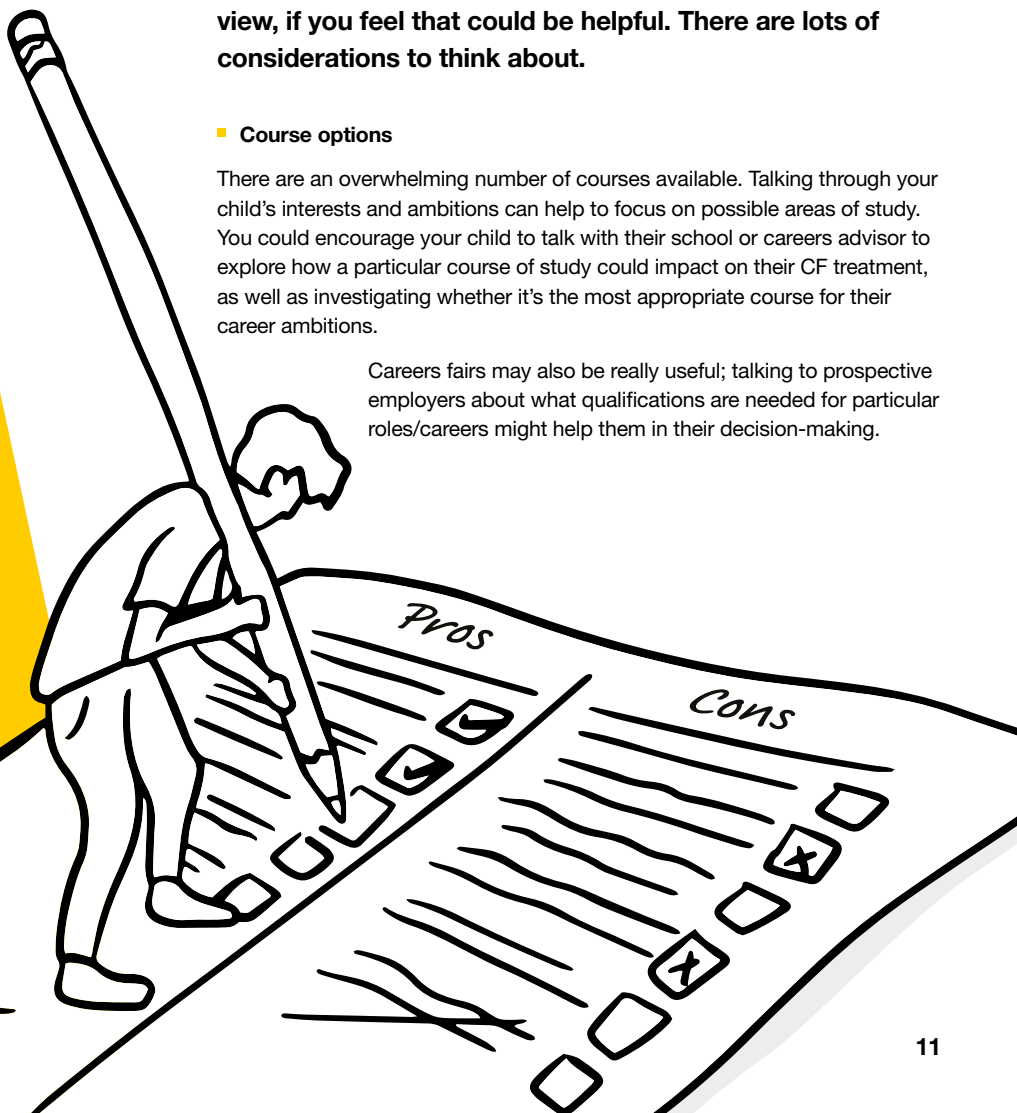 view, if you feel that could be helpful. There are lots of
considerations to think about.
Course options
There are an overwhelming number of courses available. Talking through your
child’s interests and ambitions can help to focus on possible areas of study.
You could encourage your child to talk with their school or careers advisor to
explore how a particular course of study could impact on their CF treatment,
as well as investigating whether it’s the most appropriate course for their
career ambitions.
Careers fairs may also be really useful; talking to prospective
employers about what qualifications are needed for particular
roles/careers might help them in their decision-making.
Pros
Cons
11